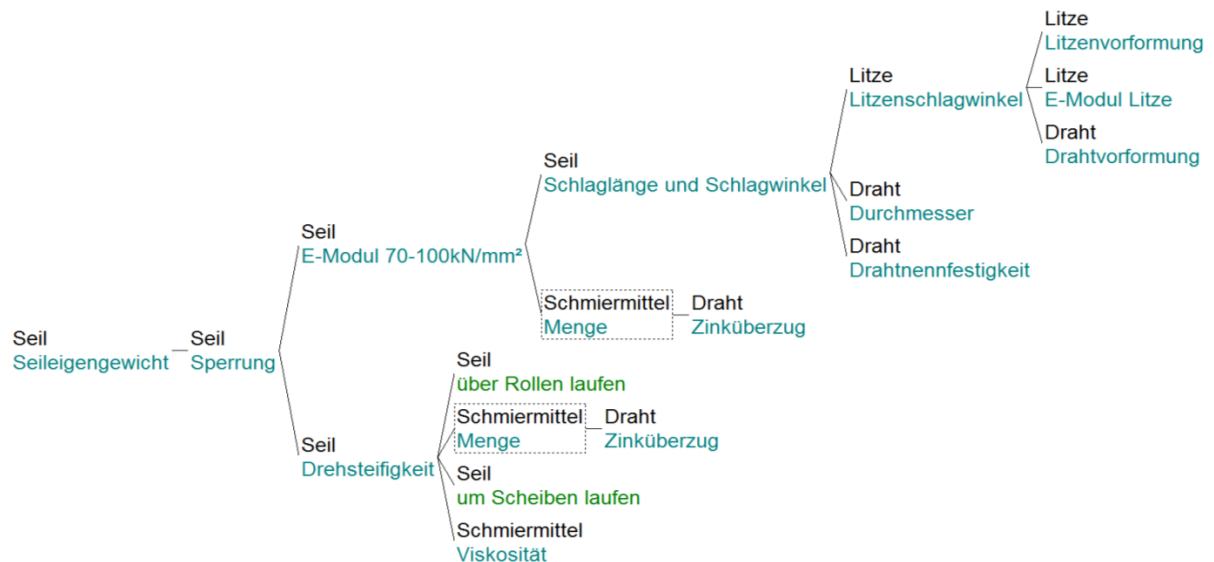 Seil
Seileigengewicht
Seil
Sperrung
Seil
E-Modul 70-100kN/mm²
Seil
Schlaglänge und Schlagwinkel
Litze
Litzenschlagwinkel
Litze
Litzenvorformung
Litze
E-Modul Litze
Draht
Drahtvorformung
Draht
Durchmesser
Draht
Drahtnennfestigkeit
Schmiermittel
Menge
Draht
Zinküberzug
Seil
Drehsteifigkeit
Seil
über Rollen laufen
Schmiermittel
Menge
Draht
Zinküberzug
Seil
um Scheiben laufen
Schmiermittel
Viskosität